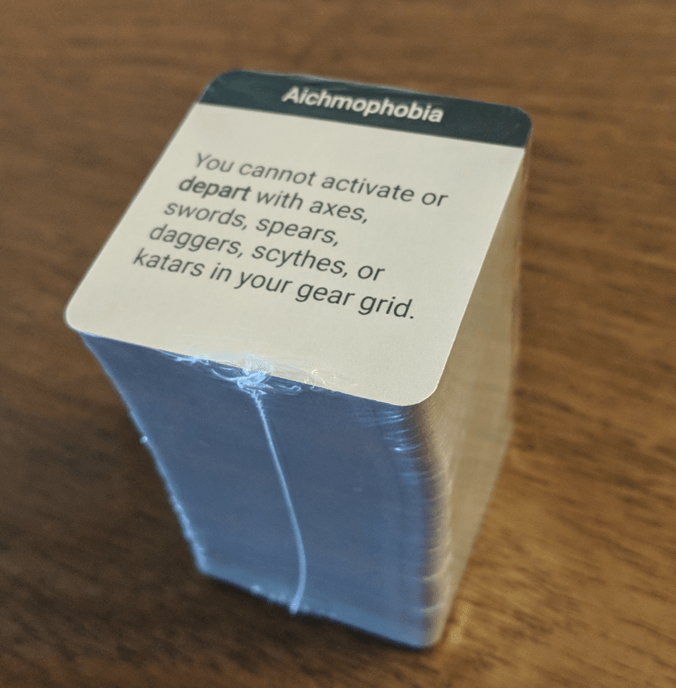 Aichmophobia
You cannot activate or
depart with axes,
swords, spears,
daggers, scythes, or
katars in your gear grid.